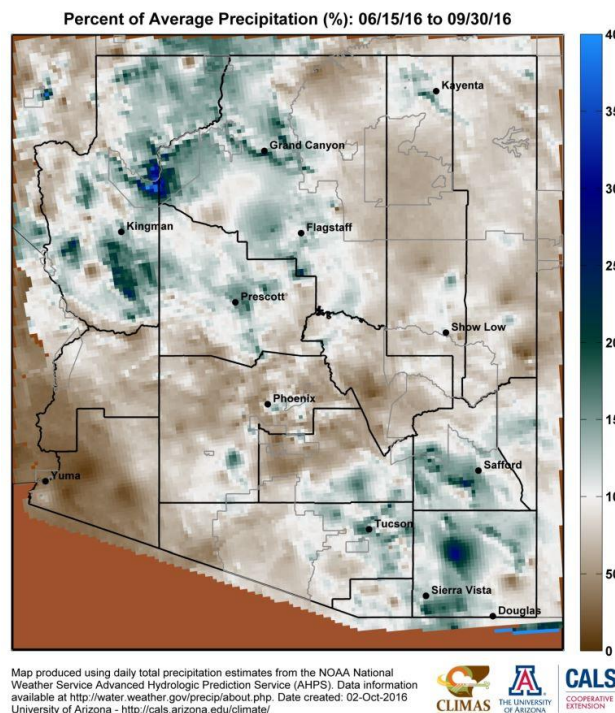 Percent of Average Precipitation (%): 06/15/16 to 09/30/16
40
35
30
25
20
15
10
50
0
Kayenta
Grand Canyon
Kingman
Flagstaff
Prescott
Show Low
Phoenix
Safford
Yuma
Tucson
Sierra Vista
Douglas
Map produced using daily total precipitation estimates from the NOAA National
Weather Service Advanced Hydrologic Prediction Service (AHPS). Data information
available at http://water.weather.gov/precip/about.php. Date created: 02-Oct-2016
University of Arizona - http://cals.arizona.edu/climate/
CLIMAS
A
THE UNIVERSITY
OF ARIZONA
CALS
COOPERATIVE
EXTENSION